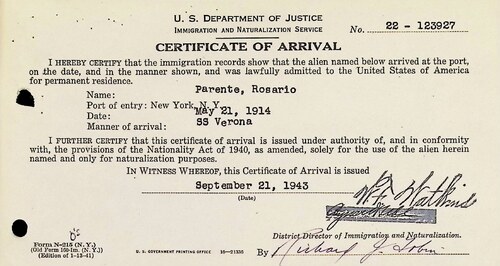 U. S. DEPARTMENT OF JUSTICE
IMMIGRATION AND NATURALIZATION SERVICE
No. 22 - 123927
CERTIFICATE OF ARRIVAL
I HEREBY CERTIFY that the immigration records show that the alien named below arrived at the port,
on the date, and in the manner shown, and was lawfully admitted to the United States of America
for permanent residence.
Name: Parente, Rosario
Port of entry: New York, N. Y.
Date: May 21, 1914
Manner of arrival: SS Verona
I FURTHER CERTIFY that this certificate of arrival is issued under authority of, and in conformity
with, the provisions of the Nationality Act of 1940, as amended, solely for the use of the alien herein
named and only for naturalization purposes.
IN WITNESS WHEREOF, this Certificate of Arrival is issued
September 21, 1943
(Date)
W. F. Watkins
District Director of Immigration and Naturalization.
Form N-215 (N. Y.)
(Old Form 160-lm. (N. Y.)
(Edition of 1-13-41)
U. S. GOVERNMENT PRINTING OFFICE
By Richard J.